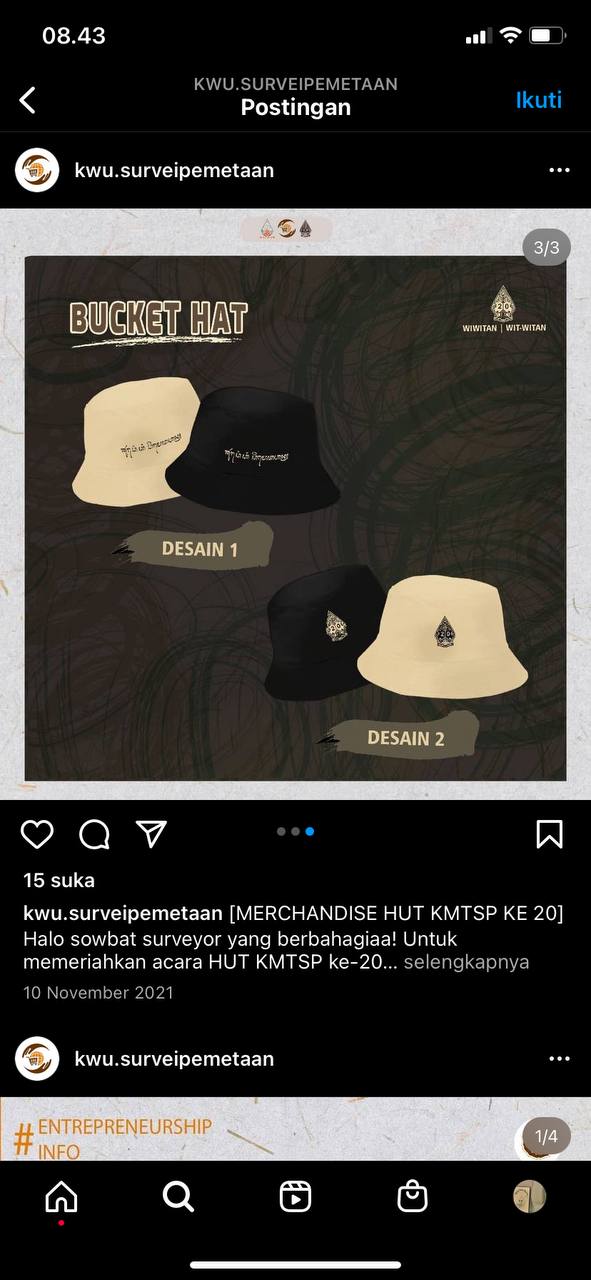 08.43
KWU.SURVEIPEMETAAN
Postingan
Ikuti
kwu.surveipemetaan
3/3
BUCKET HAT
20
WIWITAN | WIT-WITAN
DESAIN 1
DESAIN 2
15 suka
kwu.surveipemetaan [MERCHANDISE HUT KMTSP KE 20]
Halo sowbat surveyor yang berbahagiaa! Untuk
memeriahkan acara HUT KMTSP ke-20... selengkapnya
10 November 2021
kwu.surveipemetaan
# ENTREPRENEURSHIP
INFO
1/4